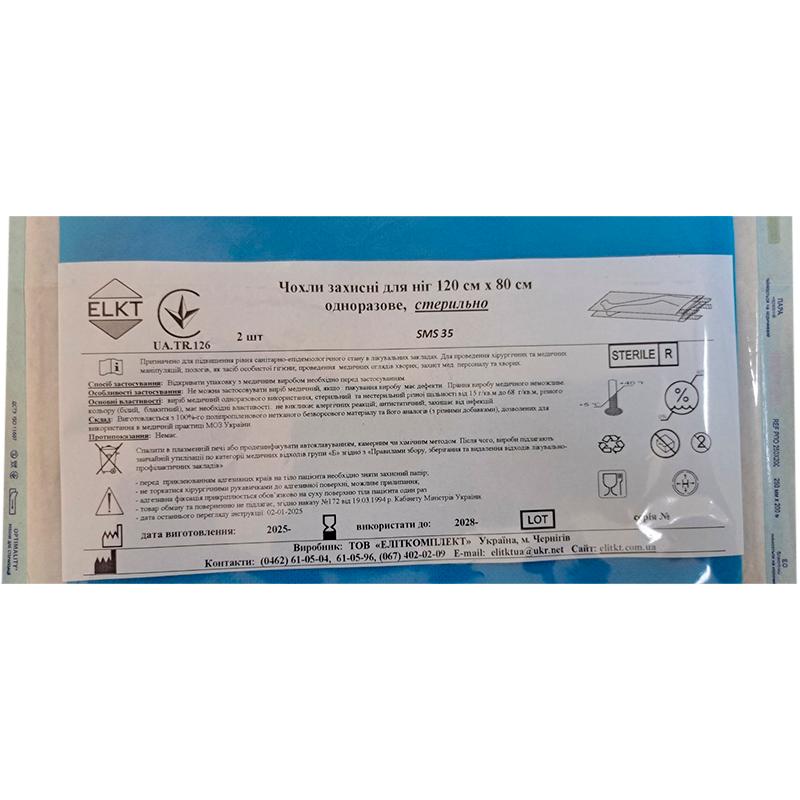 ELKT
UA.TR.126
Чохли захисні для ніг 120 см х 80 см
одноразове, стерильно
2 шт
SMS 35
Призначено для підвищення рівня санітарно-епідемологічного стану в лікувальних закладах. Для проведення хірургічних та медичних
маніпуляцій, пологів, як засіб особистої гігієни, проведення медичних оглядів хворих, захист мед персоналу та хворих.
STERILE R
Спосіб застосування: Відкривати упаковку з медичним виробом необхідно перед застосуванням.
Особливості застосування: Не можна застосовувати виріб медичний, якщо пакування виробу має дефекти. Прання виробу медичного неможливе.
Основні властивості: виріб медичний одноразового використання, стерильний та нестерильний різної щільності від 15 г/кв.м до 68 г/кв.м, різного
кольору (білий, блакитний), має необхідні властивості: не викликає алергічної реакції, антистатичний, захищає від рідини, інфекції.
Склад: Виготовляється з 100%-го поліпропіленового нетканого безворсового матеріалу та його аналогів (з різними добавками), дозволених для
використання в медичній практиці МОЗ України
Протипоказання: Немає.
Спалити в плазменній печі або продезинфикувати автоклавуванням, камерним чи хімічним методом. Після чого, вироби підлягають
звичайній утилізації по категорії медичних відходів групи «Б» згідно з «Правилами збору, зберігання та видалення відходів лікувально-
профілактичних закладів»
- перед приклеюванням адгезивних країв на тіло пацієнта необхідно зняти захисний папір;
- не торкатися хірургічними рукавичками до адгезивної поверхні, можливе прилипання;
- адгезивна фіксація прикріплюється обов'язково на суху поверхню тіла пацієнта один раз
- товар обміну та поверненню не підлягає, згідно наказу №172 від 19.03.1994 р. Кабінету Міністрів України
- дата останнього перегляду інструкції: 02-01-2025
дата виготовлення: 2025- використати до: 2028- LOT серія №
Виробник: ТОВ «ЕЛІТКОМПЛЕКТ» Україна, м. Чернігів
Контакти: (0462) 61-05-04, 61-05-96, (067) 402-02-09 E-mail: elitktua@ukr.net Сайт: elitkt.com.ua